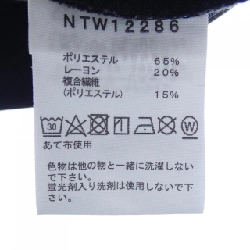 NTW12286
ポリエステル 65%
レーヨン 20%
複合繊維
(ポリエステル) 15%
30
W
あて布使用
色物は他の物と一緒に洗濯しない
で下さい。
蛍光剤入り洗剤は使用しないで
下さい。